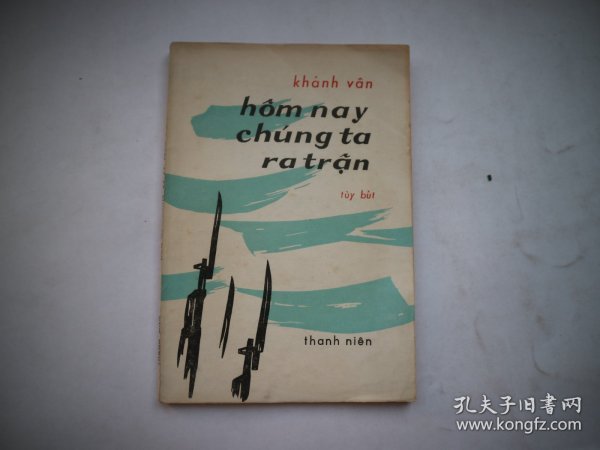 khánh vân
hôm nay
chúng ta
ra trận
tùy bút
thanh niên
孔夫子旧书网
www.kongfz.com